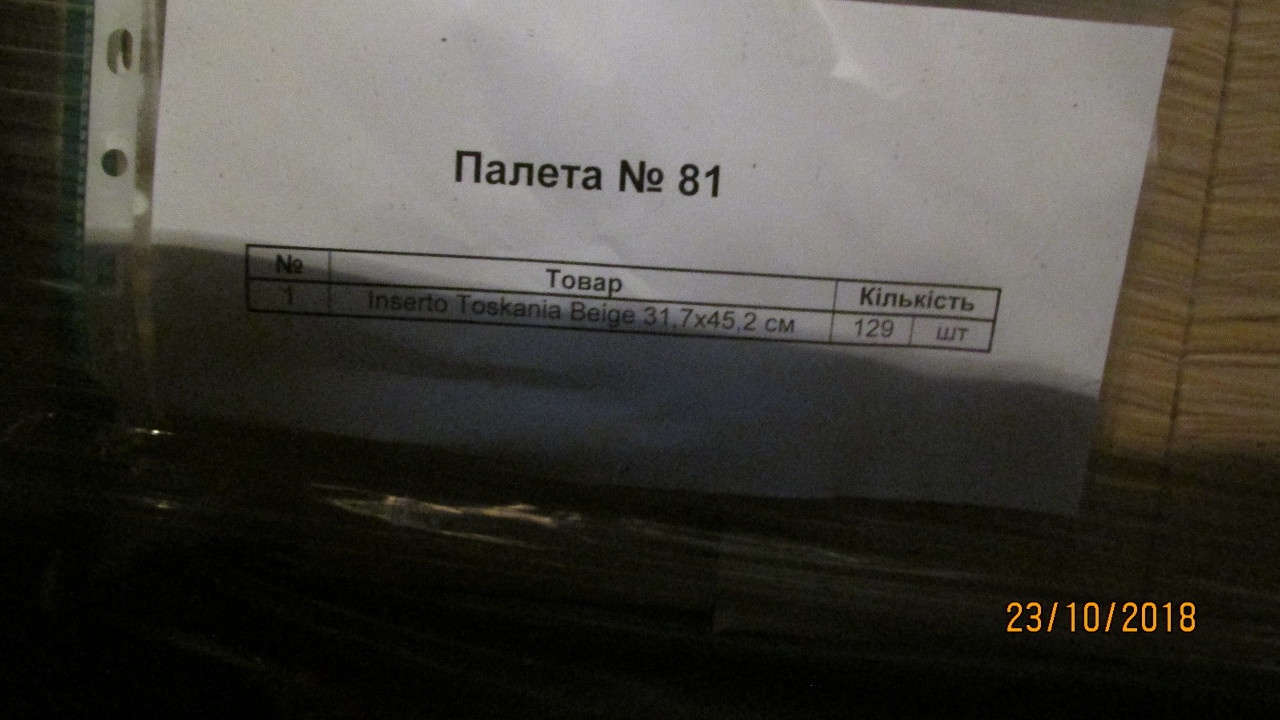 Палета № 81
№ Товар Кількість
1 Inserto Toskania Beige 31,7x45,2 см 129 шт
23/10/2018